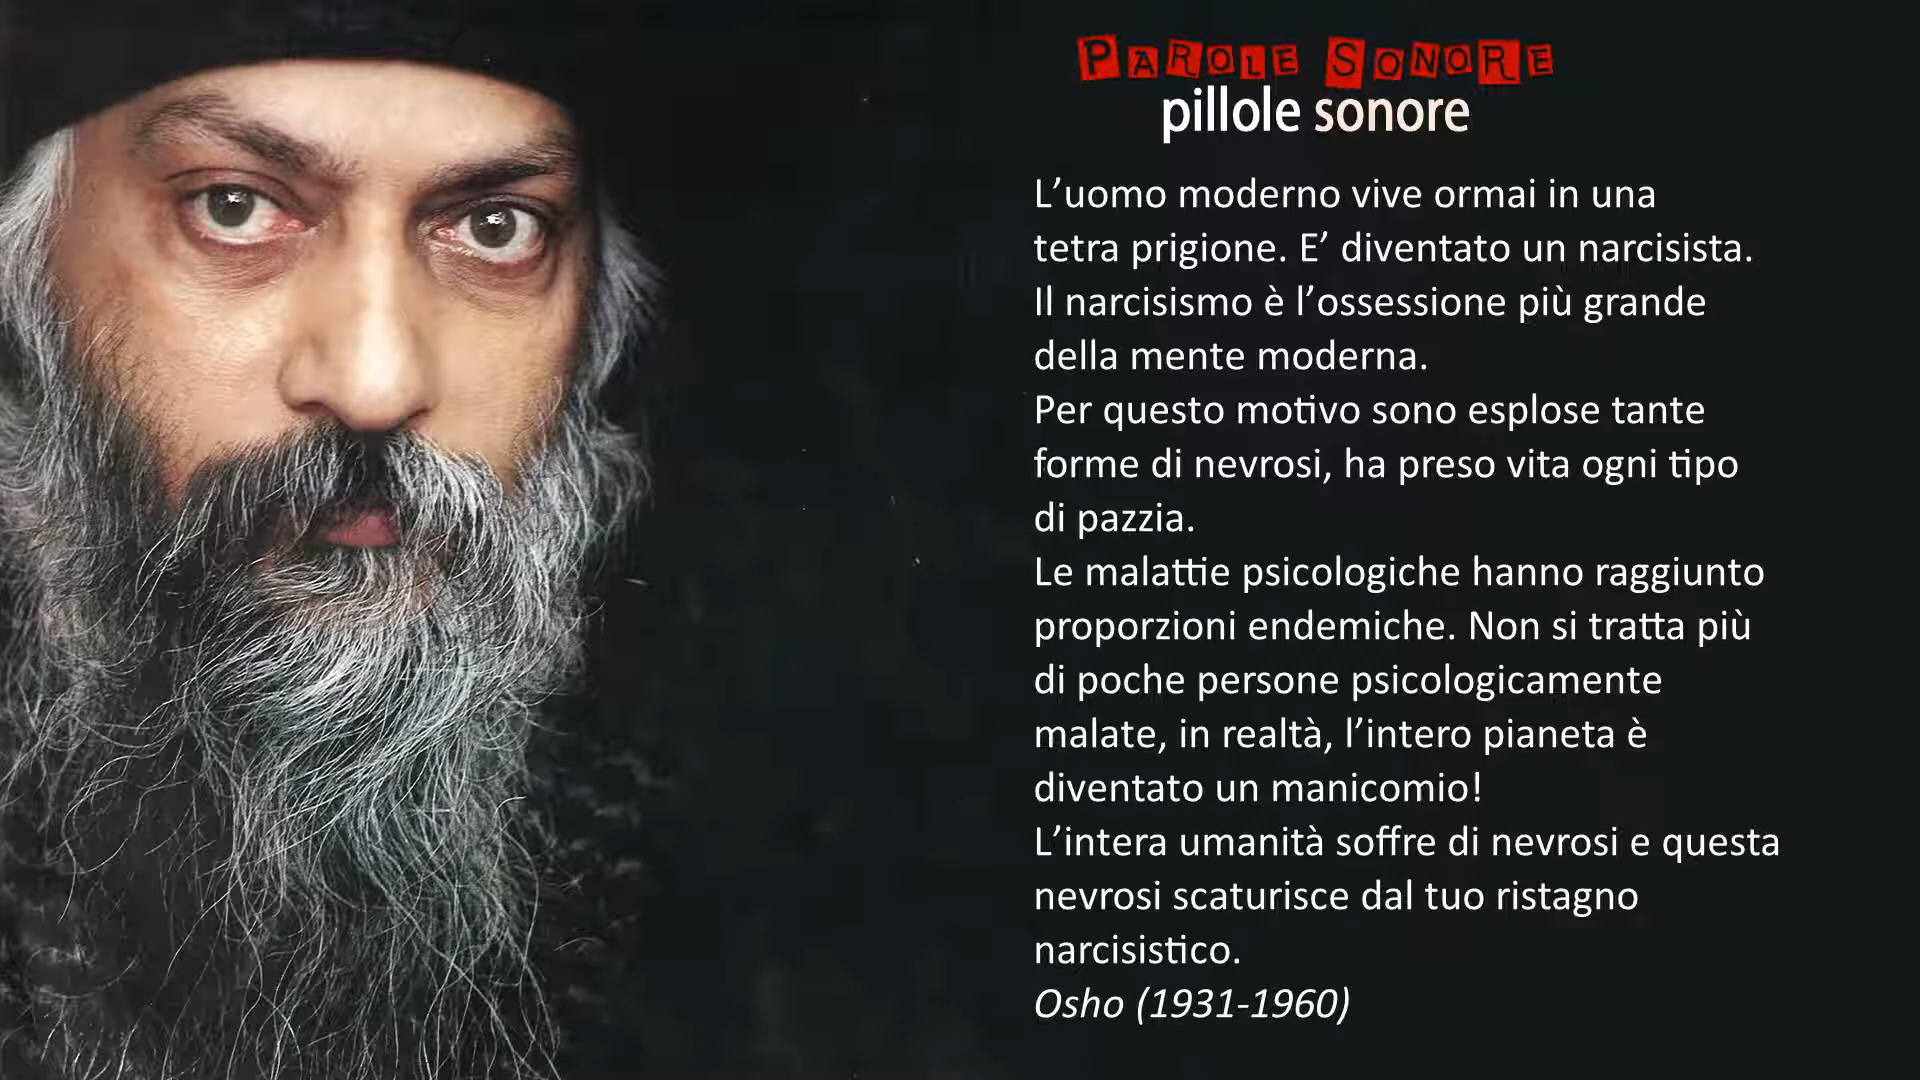 PAROLE SONORE
pillole sonore
L’uomo moderno vive ormai in una
tetra prigione. E’ diventato un narcisista.
Il narcisismo è l’ossessione più grande
della mente moderna.
Per questo motivo sono esplose tante
forme di nevrosi, ha preso vita ogni tipo
di pazzia.
Le malattie psicologiche hanno raggiunto
proporzioni endemiche. Non si tratta più
di poche persone psicologicamente
malate, in realtà, l’intero pianeta è
diventato un manicomio!
L’intera umanità soffre di nevrosi e questa
nevrosi scaturisce dal tuo ristagno
narcisistico.
Osho (1931-1960)